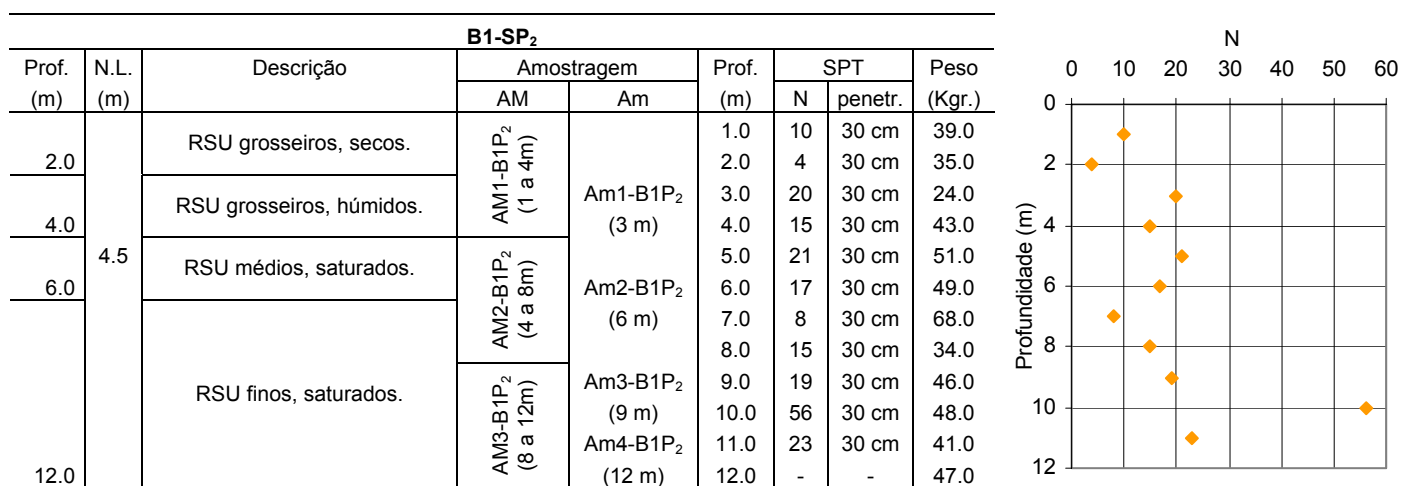 B1-SP₂
Prof. N.L. Descrição Amostragem Prof. SPT Peso
(m) (m) AM Am (m) N penetr. (Kgr.)
RSU grosseiros, secos. 1.0 10 30 cm 39.0
2.0 2.0 4 30 cm 35.0
AM1-B1P₂
(1 a 4m)
RSU grosseiros, húmidos. Am1-B1P₂ 3.0 20 30 cm 24.0
4.0 (3 m) 4.0 15 30 cm 43.0
4.5 RSU médios, saturados. 5.0 21 30 cm 51.0
6.0 Am2-B1P₂ 6.0 17 30 cm 49.0
AM2-B1P₂
(4 a 8m)
(6 m) 7.0 8 30 cm 68.0
8.0 15 30 cm 34.0
RSU finos, saturados. Am3-B1P₂ 9.0 19 30 cm 46.0
(9 m) 10.0 56 30 cm 48.0
AM3-B1P₂
(8 a 12m)
Am4-B1P₂ 11.0 23 30 cm 41.0
12.0 (12 m) 12.0 - - 47.0
N
0 10 20 30 40 50 60
0
2
4
6
8
10
12
Profundidade (m)